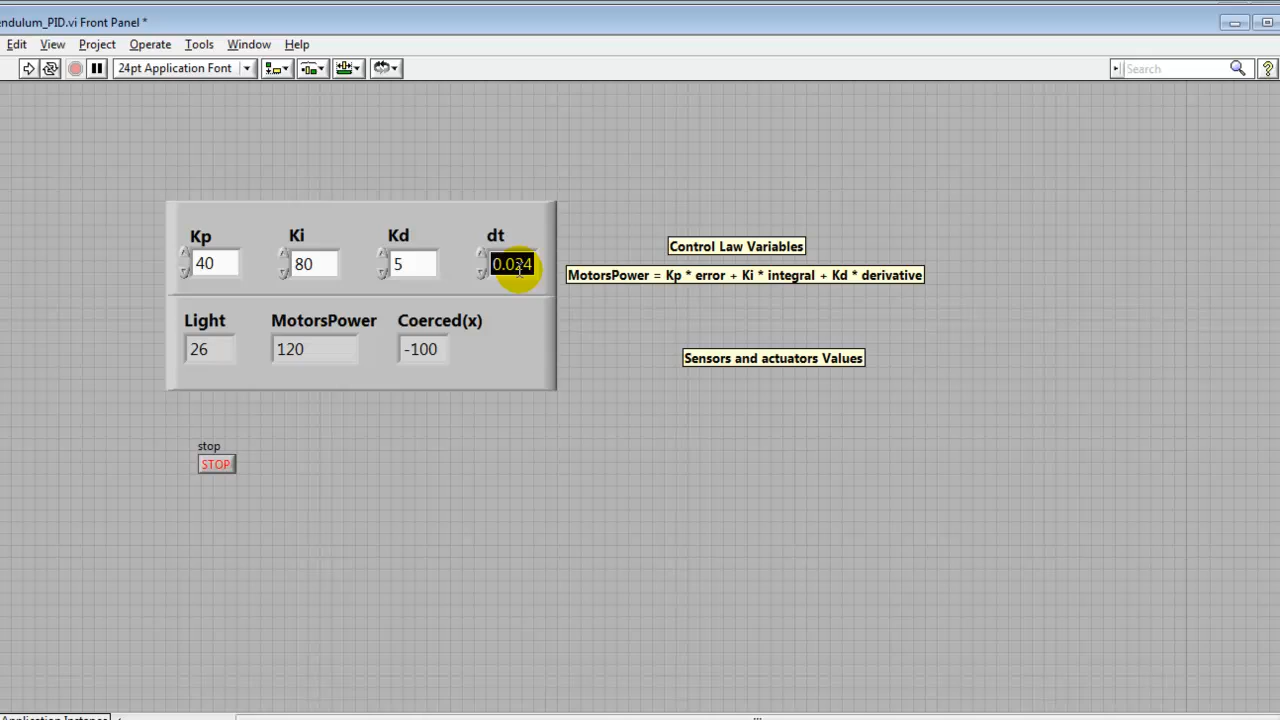 endulum_PID.vi Front Panel *
Edit View Project Operate Tools Window Help
24pt Application Font
Search
?
Kp Ki Kd dt
40 80 5 0.024
Control Law Variables
MotorsPower = Kp * error + Ki * integral + Kd * derivative
Light MotorsPower Coerced(x)
26 120 -100
Sensors and actuators Values
stop
STOP
Application Instance